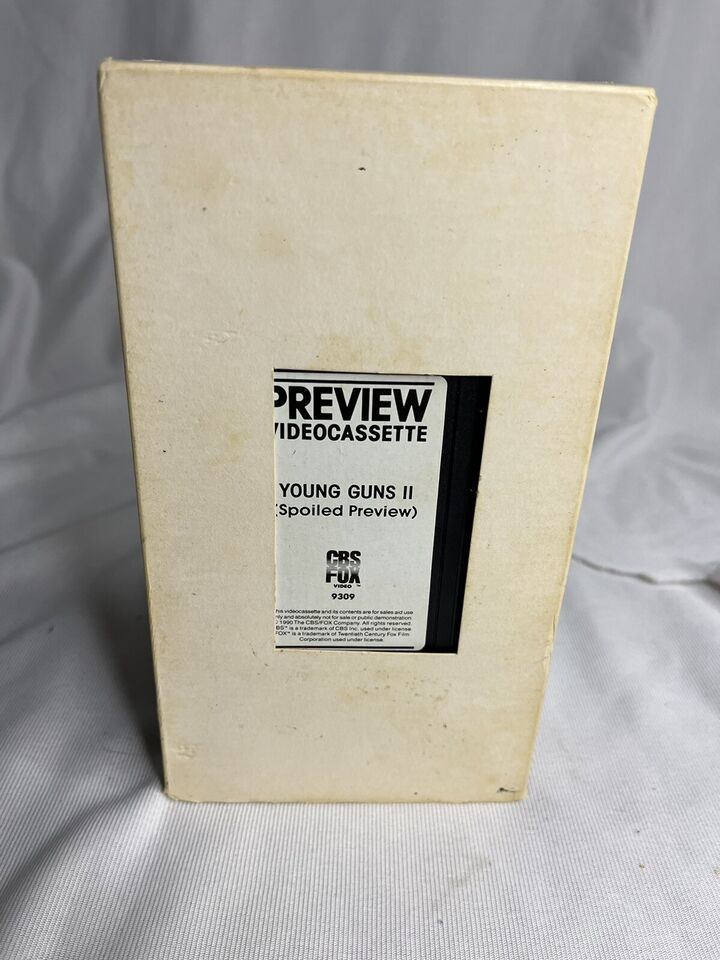 PREVIEW
VIDEOCASSETTE
YOUNG GUNS II
(Spoiled Preview)
CBS
FOX
VIDEO ™
9309
his videocassette and its contents are for sales aid use
ly and absolutely not for sale or public demonstration.
1990 The CBS/FOX Company. All rights reserved.
BS™ is a trademark of CBS Inc. used under license.
FOX™ is a trademark of Twentieth Century Fox Film
Corporation used under license.